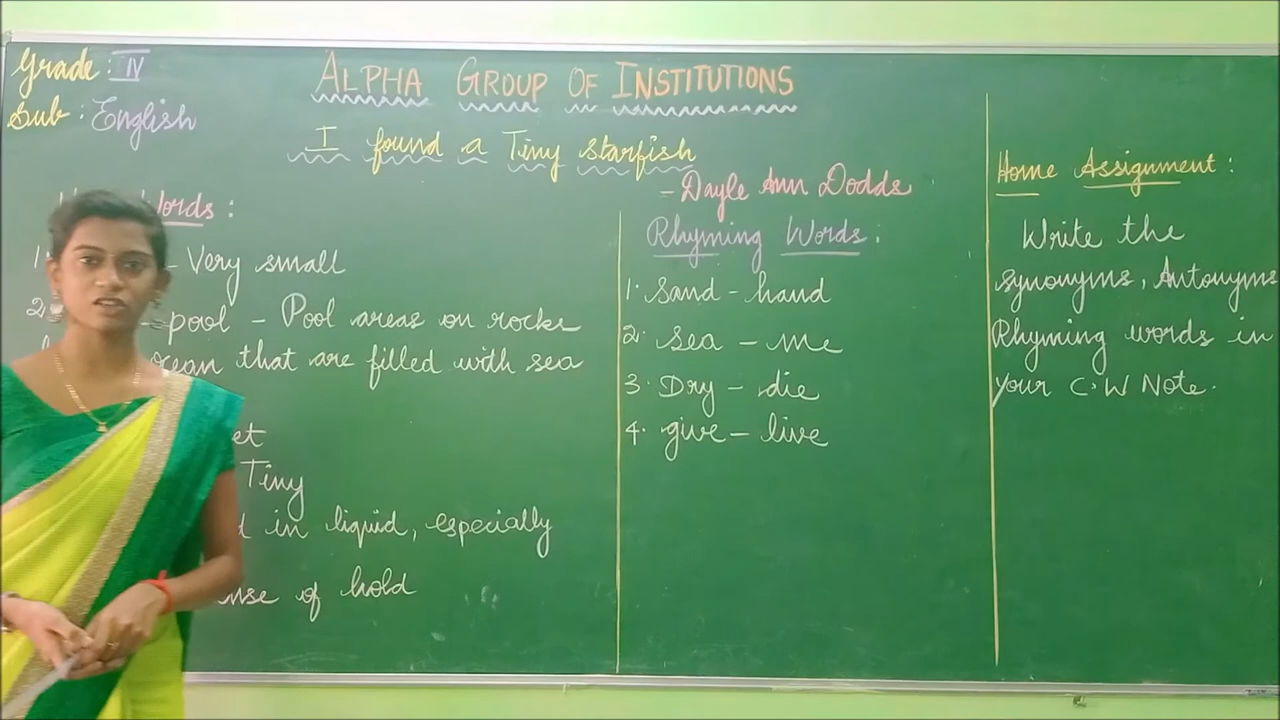 Grade : IV
Sub : English
ALPHA GROUP OF INSTITUTIONS
I found a Tiny starfish
- Dayle Ann Dodds
Words :
1. - Very small
2. - pool - Pool areas on rocks
ocean that are filled with sea
Tiny
in liquid, especially
of hold
Rhyming Words :
1. Sand - hand
2. Sea - me
3. Dry - die
4. give - live
Home Assignment :
Write the
synonyms, Antonyms
Rhyming words in
your C.W Note.